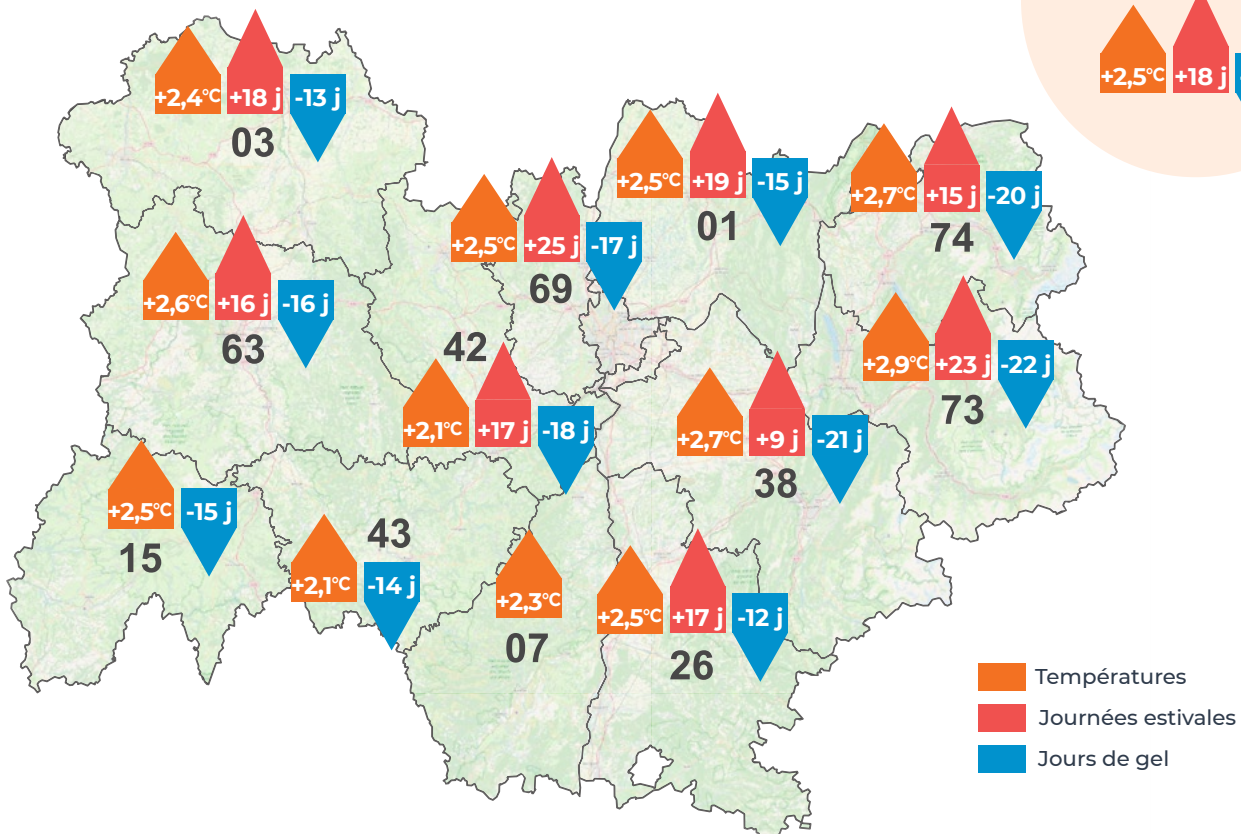 +2,5°C +18 j
+2,4°C +18 j -13 j
03
+2,5°C +19 j -15 j
01
+2,7°C +15 j -20 j
74
+2,5°C +25 j -17 j
69
+2,6°C +16 j -16 j
63
42
+2,1°C +17 j -18 j
+2,9°C +23 j -22 j
73
+2,7°C +9 j -21 j
38
+2,5°C -15 j
15
43
+2,1°C -14 j
+2,3°C
07
+2,5°C +17 j -12 j
26
Températures
Journées estivales
Jours de gel